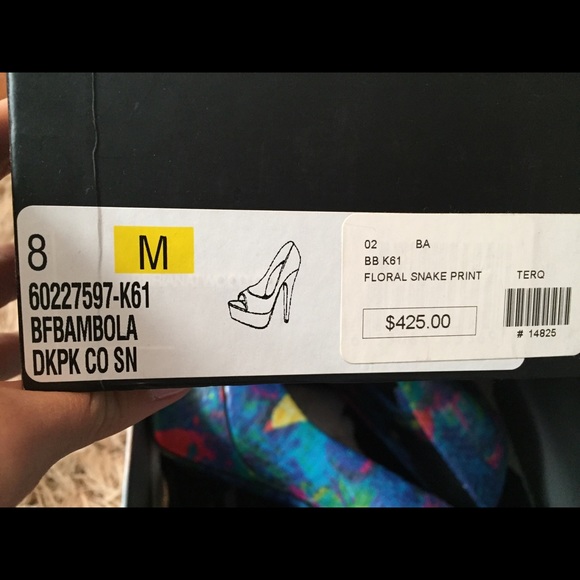 8 M
60227597-K61
BFBAMBOLA
DKPK CO SN
02 BA
BB K61
FLORAL SNAKE PRINT TERQ
$425.00
# 14825